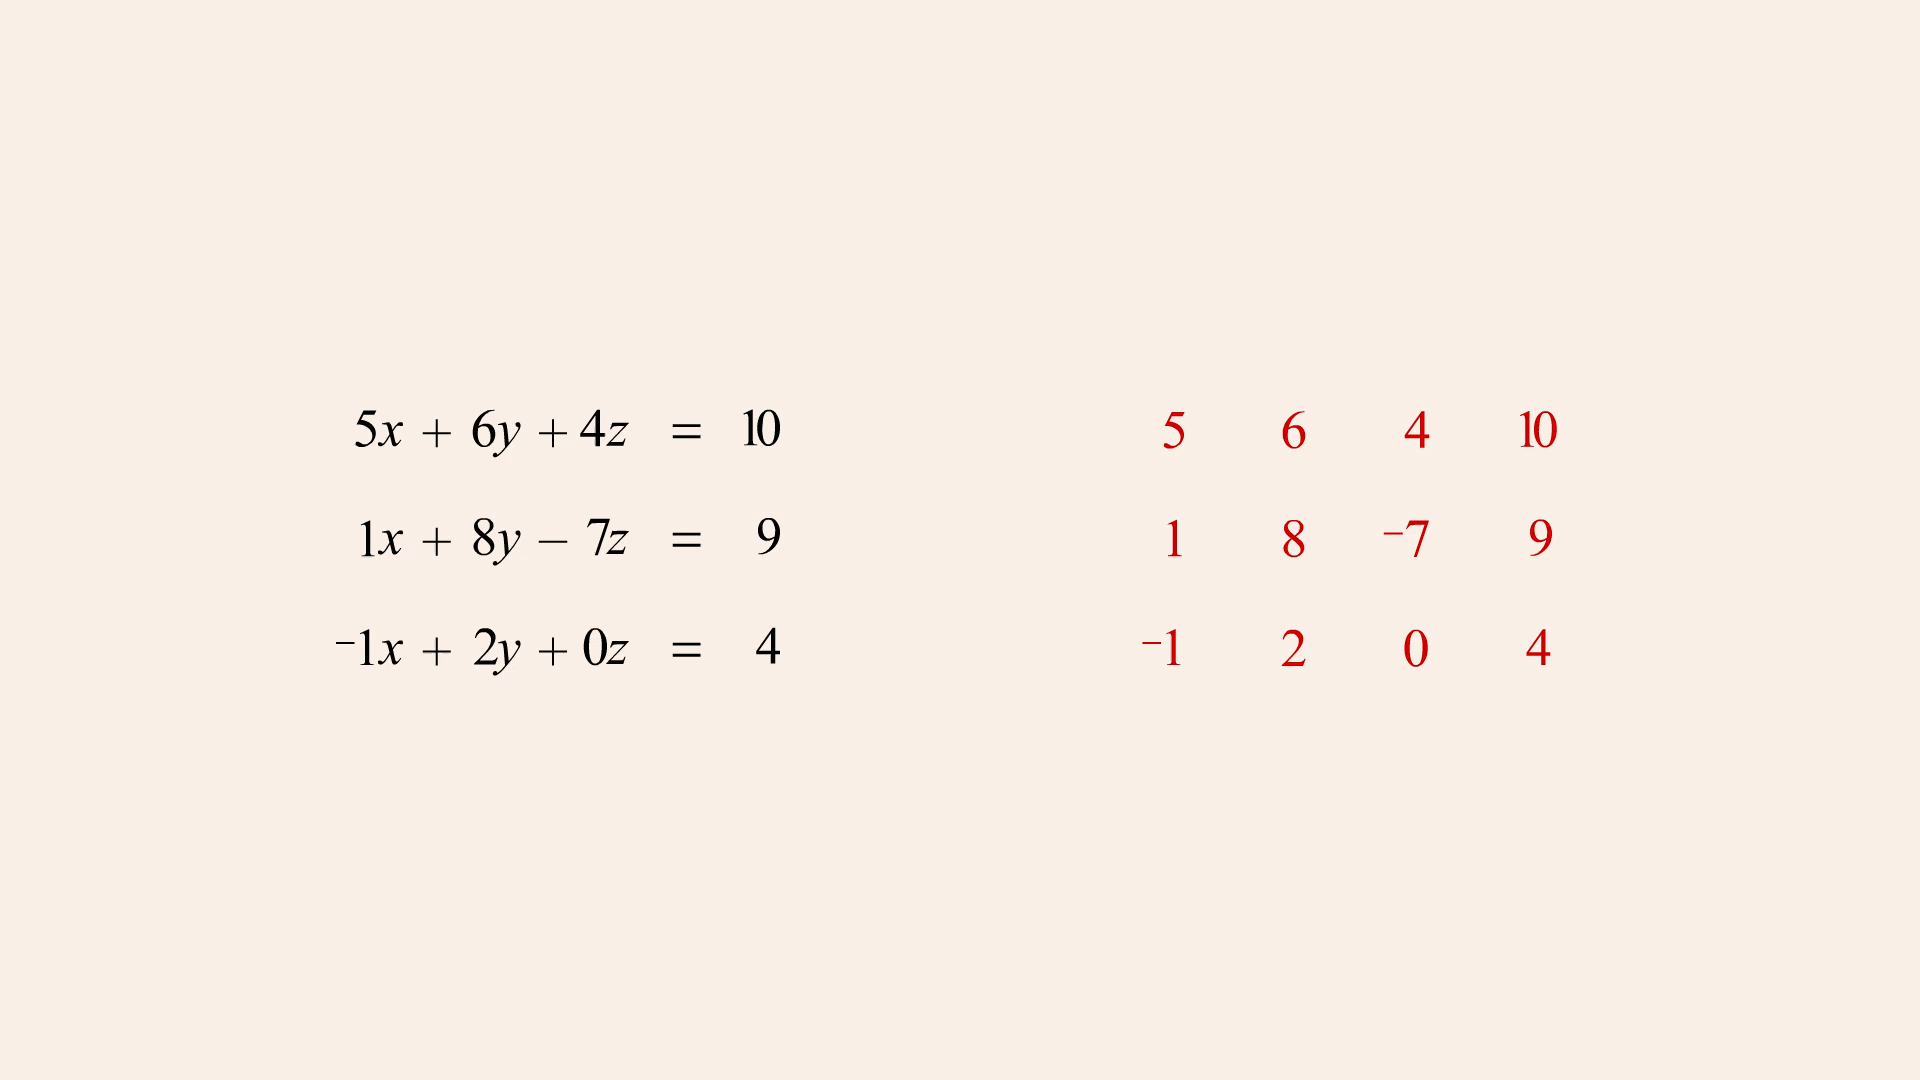 5x + 6y + 4z = 10 5 6 4 10
1x + 8y − 7z = 9 1 8 −7 9
−1x + 2y + 0z = 4 −1 2 0 4